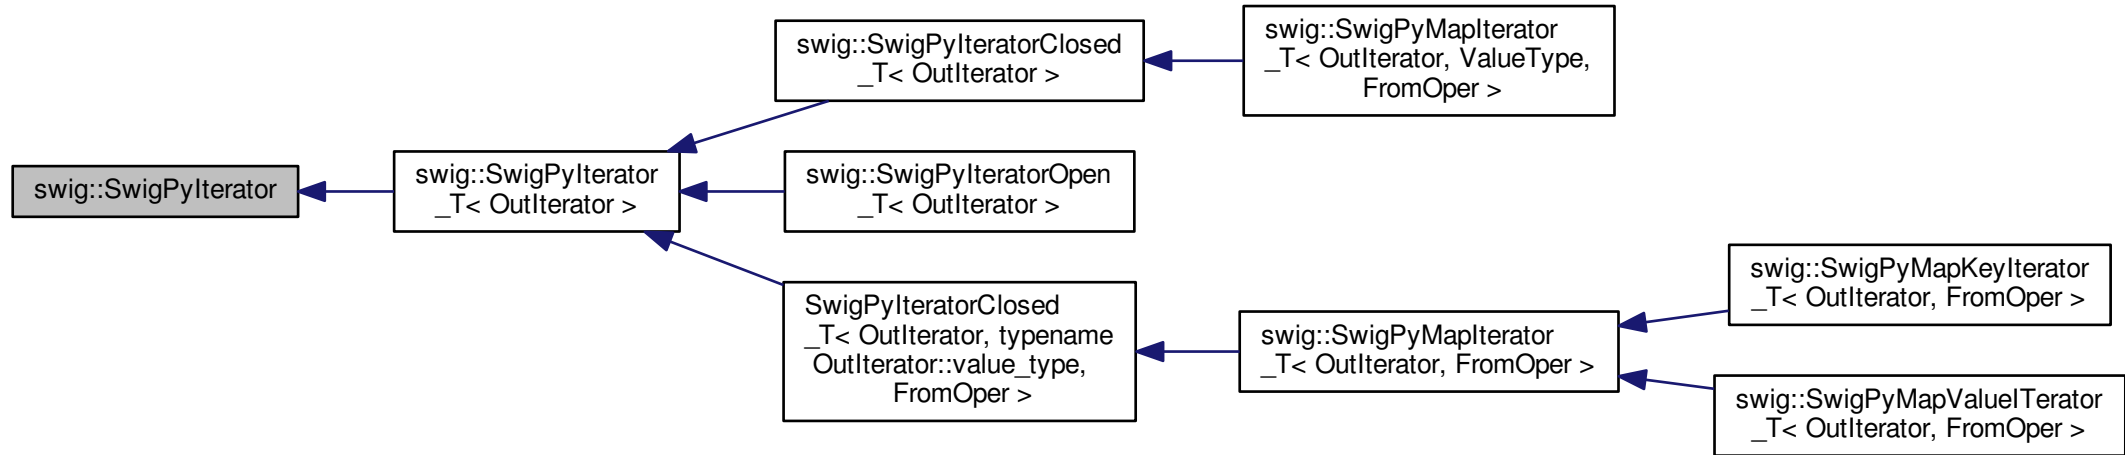 swig::SwigPyIterator
swig::SwigPyIterator
_T< OutIterator >
swig::SwigPyIteratorClosed
_T< OutIterator >
swig::SwigPyMapIterator
_T< OutIterator, ValueType,
FromOper >
swig::SwigPyIteratorOpen
_T< OutIterator >
SwigPyIteratorClosed
_T< OutIterator, typename
OutIterator::value_type,
FromOper >
swig::SwigPyMapIterator
_T< OutIterator, FromOper >
swig::SwigPyMapKeyIterator
_T< OutIterator, FromOper >
swig::SwigPyMapValueITerator
_T< OutIterator, FromOper >